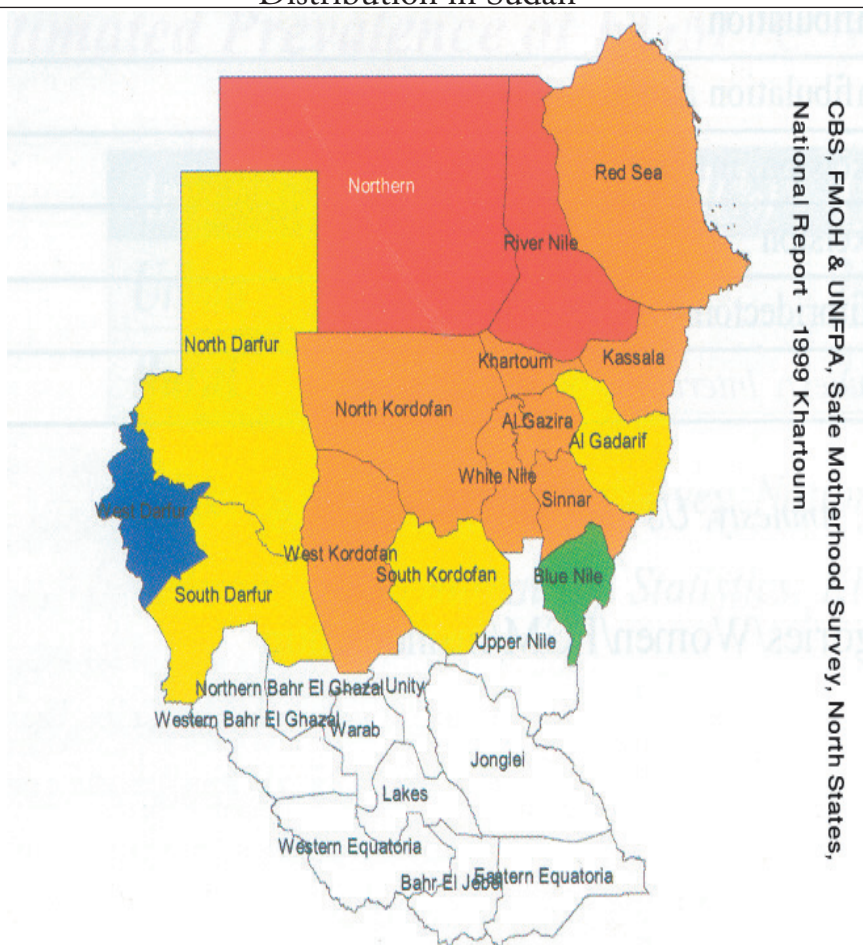 Distribution in Sudan
Red Sea
Northern
River Nile
North Darfur
Khartoum
Kassala
North Kordofan
Al Gazira
Al Gadarif
White Nile
Sinnar
West Darfur
West Kordofan
South Kordofan
Blue Nile
South Darfur
Upper Nile
Northern Bahr El Ghazal
Unity
Western Bahr El Ghazal
Warab
Jonglei
Lakes
Western Equatoria
Bahr El Jebel
Eastern Equatoria
CBS, FMOH & UNFPA, Safe Motherhood Survey, North States,
National Report - 1999 Khartoum